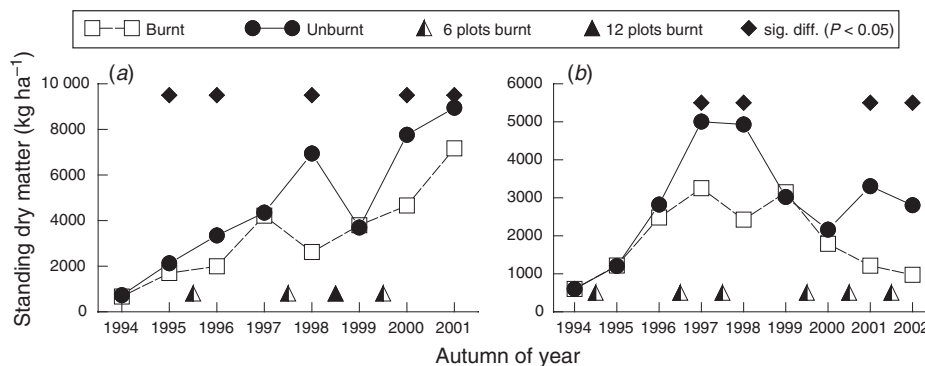 Burnt Unburnt 6 plots burnt 12 plots burnt sig. diff. (P < 0.05)
(a) (b)
Standing dry matter (kg ha−1)
10 000
8000
6000
4000
2000
0
1994 1995 1996 1997 1998 1999 2000 2001
6000
5000
4000
3000
2000
1000
0
1994 1995 1996 1997 1998 1999 2000 2001 2002
Autumn of year